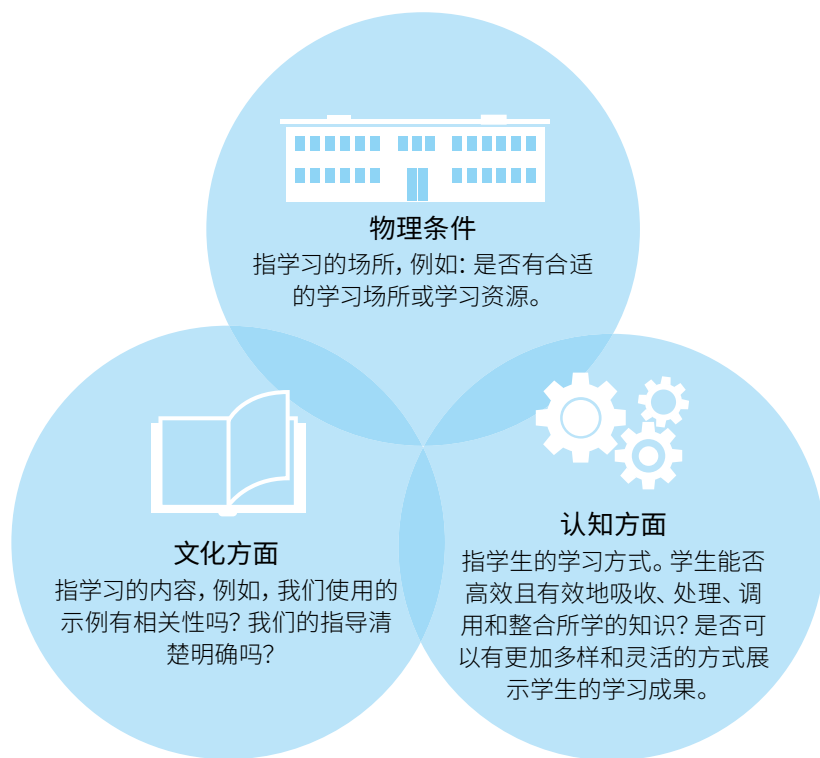 物理条件
指学习的场所，例如：是否有合适
的学习场所或学习资源。
文化方面
指学习的内容，例如，我们使用的
示例有相关性吗？我们的指导清
楚明确吗？
认知方面
指学生的学习方式。学生能否
高效且有效地吸收、处理、调
用和整合所学的知识？是否可
以有更加多样和灵活的方式展
示学生的学习成果。